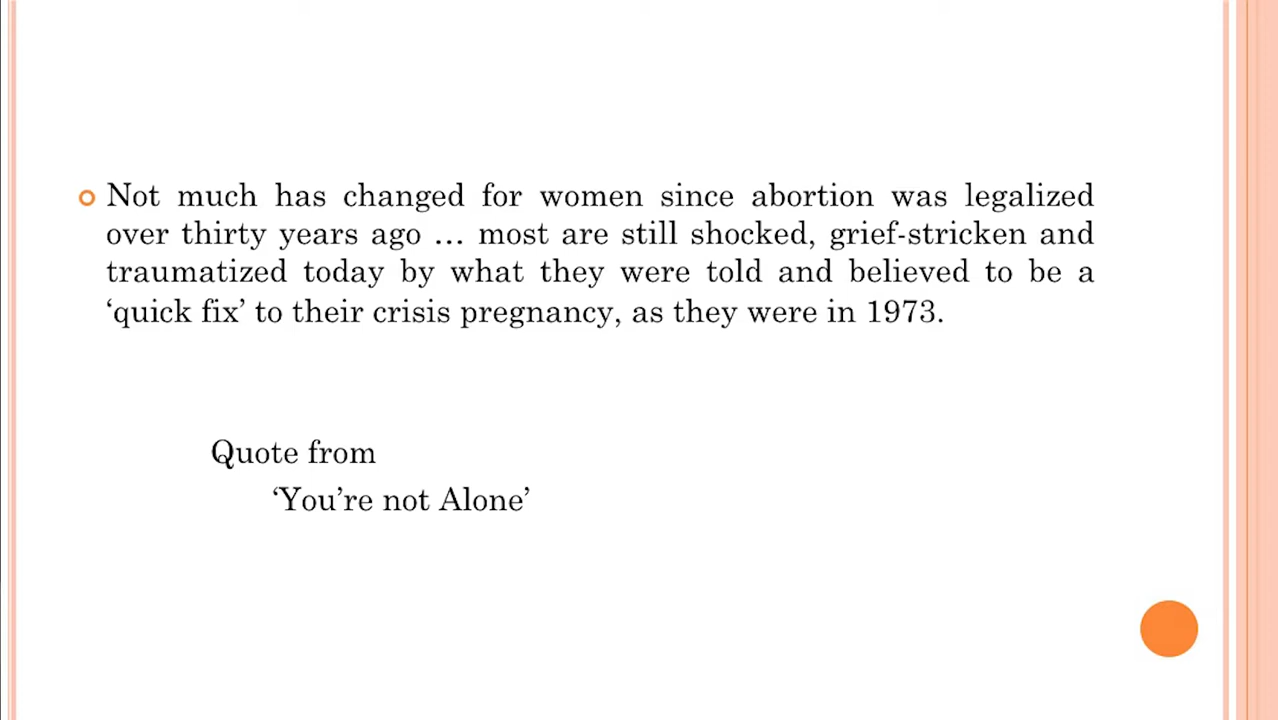 Not much has changed for women since abortion was legalized
over thirty years ago … most are still shocked, grief-stricken and
traumatized today by what they were told and believed to be a
‘quick fix’ to their crisis pregnancy, as they were in 1973.
Quote from
‘You’re not Alone’